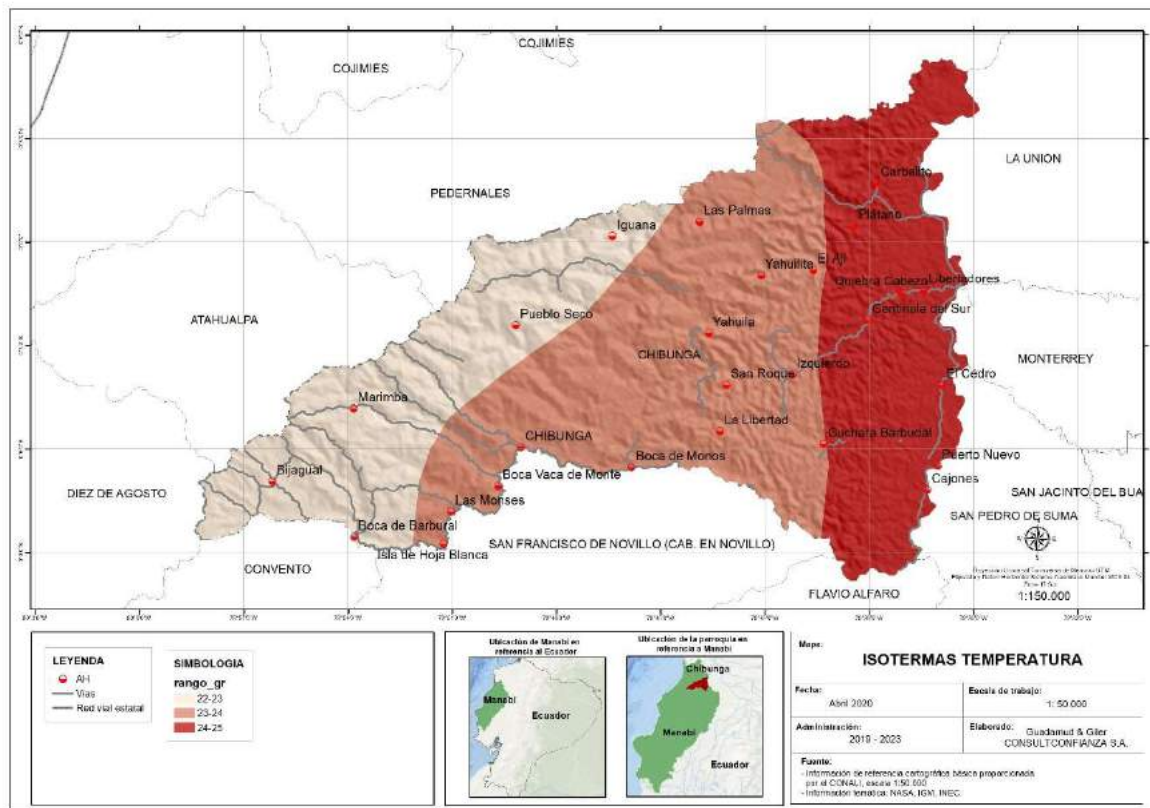 COJIMIES
COJIMIES
LA UNION
PEDERNALES
Carbelito
Las Palmas
Plátano
Iguana
Yahuilita
El Aji
Quiebra Cabeza
Libertadores
Centinela del Sur
ATAHUALPA
Pueblo Seco
Yahuila
CHIBUNGA
MONTERREY
Izquierdo
San Roque
El Cedro
Marimba
La Libertad
CHIBUNGA
Guchara Barbudal
Boca de Monos
Puerto Nuevo
Bijagual
Boca Vaca de Monte
Cajones
DIEZ DE AGOSTO
SAN JACINTO DEL BUA
Las Monses
SAN PEDRO DE SUMA
Boca de Barbural
Isla de Hoja Blanca
SAN FRANCISCO DE NOVILLO (CAB. EN NOVILLO)
CONVENTO
FLAVIO ALFARO
1:150.000
LEYENDA
AH
Vias
Red vial estatal
SIMBOLOGIA
rango_gr
22-23
23-24
24-25
Ubicación de Manabí en
referencia al Ecuador
Manabí
Ecuador
Ubicación de la parroquia en
referencia a Manabí
Chibunga
Manabí
Ecuador
Mapa:
ISOTERMAS TEMPERATURA
Fecha:
Abril 2020
Escala de trabajo:
1: 50.000
Administración:
2019 - 2023
Elaborado:
Guadamud & Giler
CONSULTCONFIANZA S.A.
Fuente:
- Información de referencia cartográfica básica proporcionada
por el CONALI, escala 1:50.000
- Información temática: NASA, IGM, INEC.